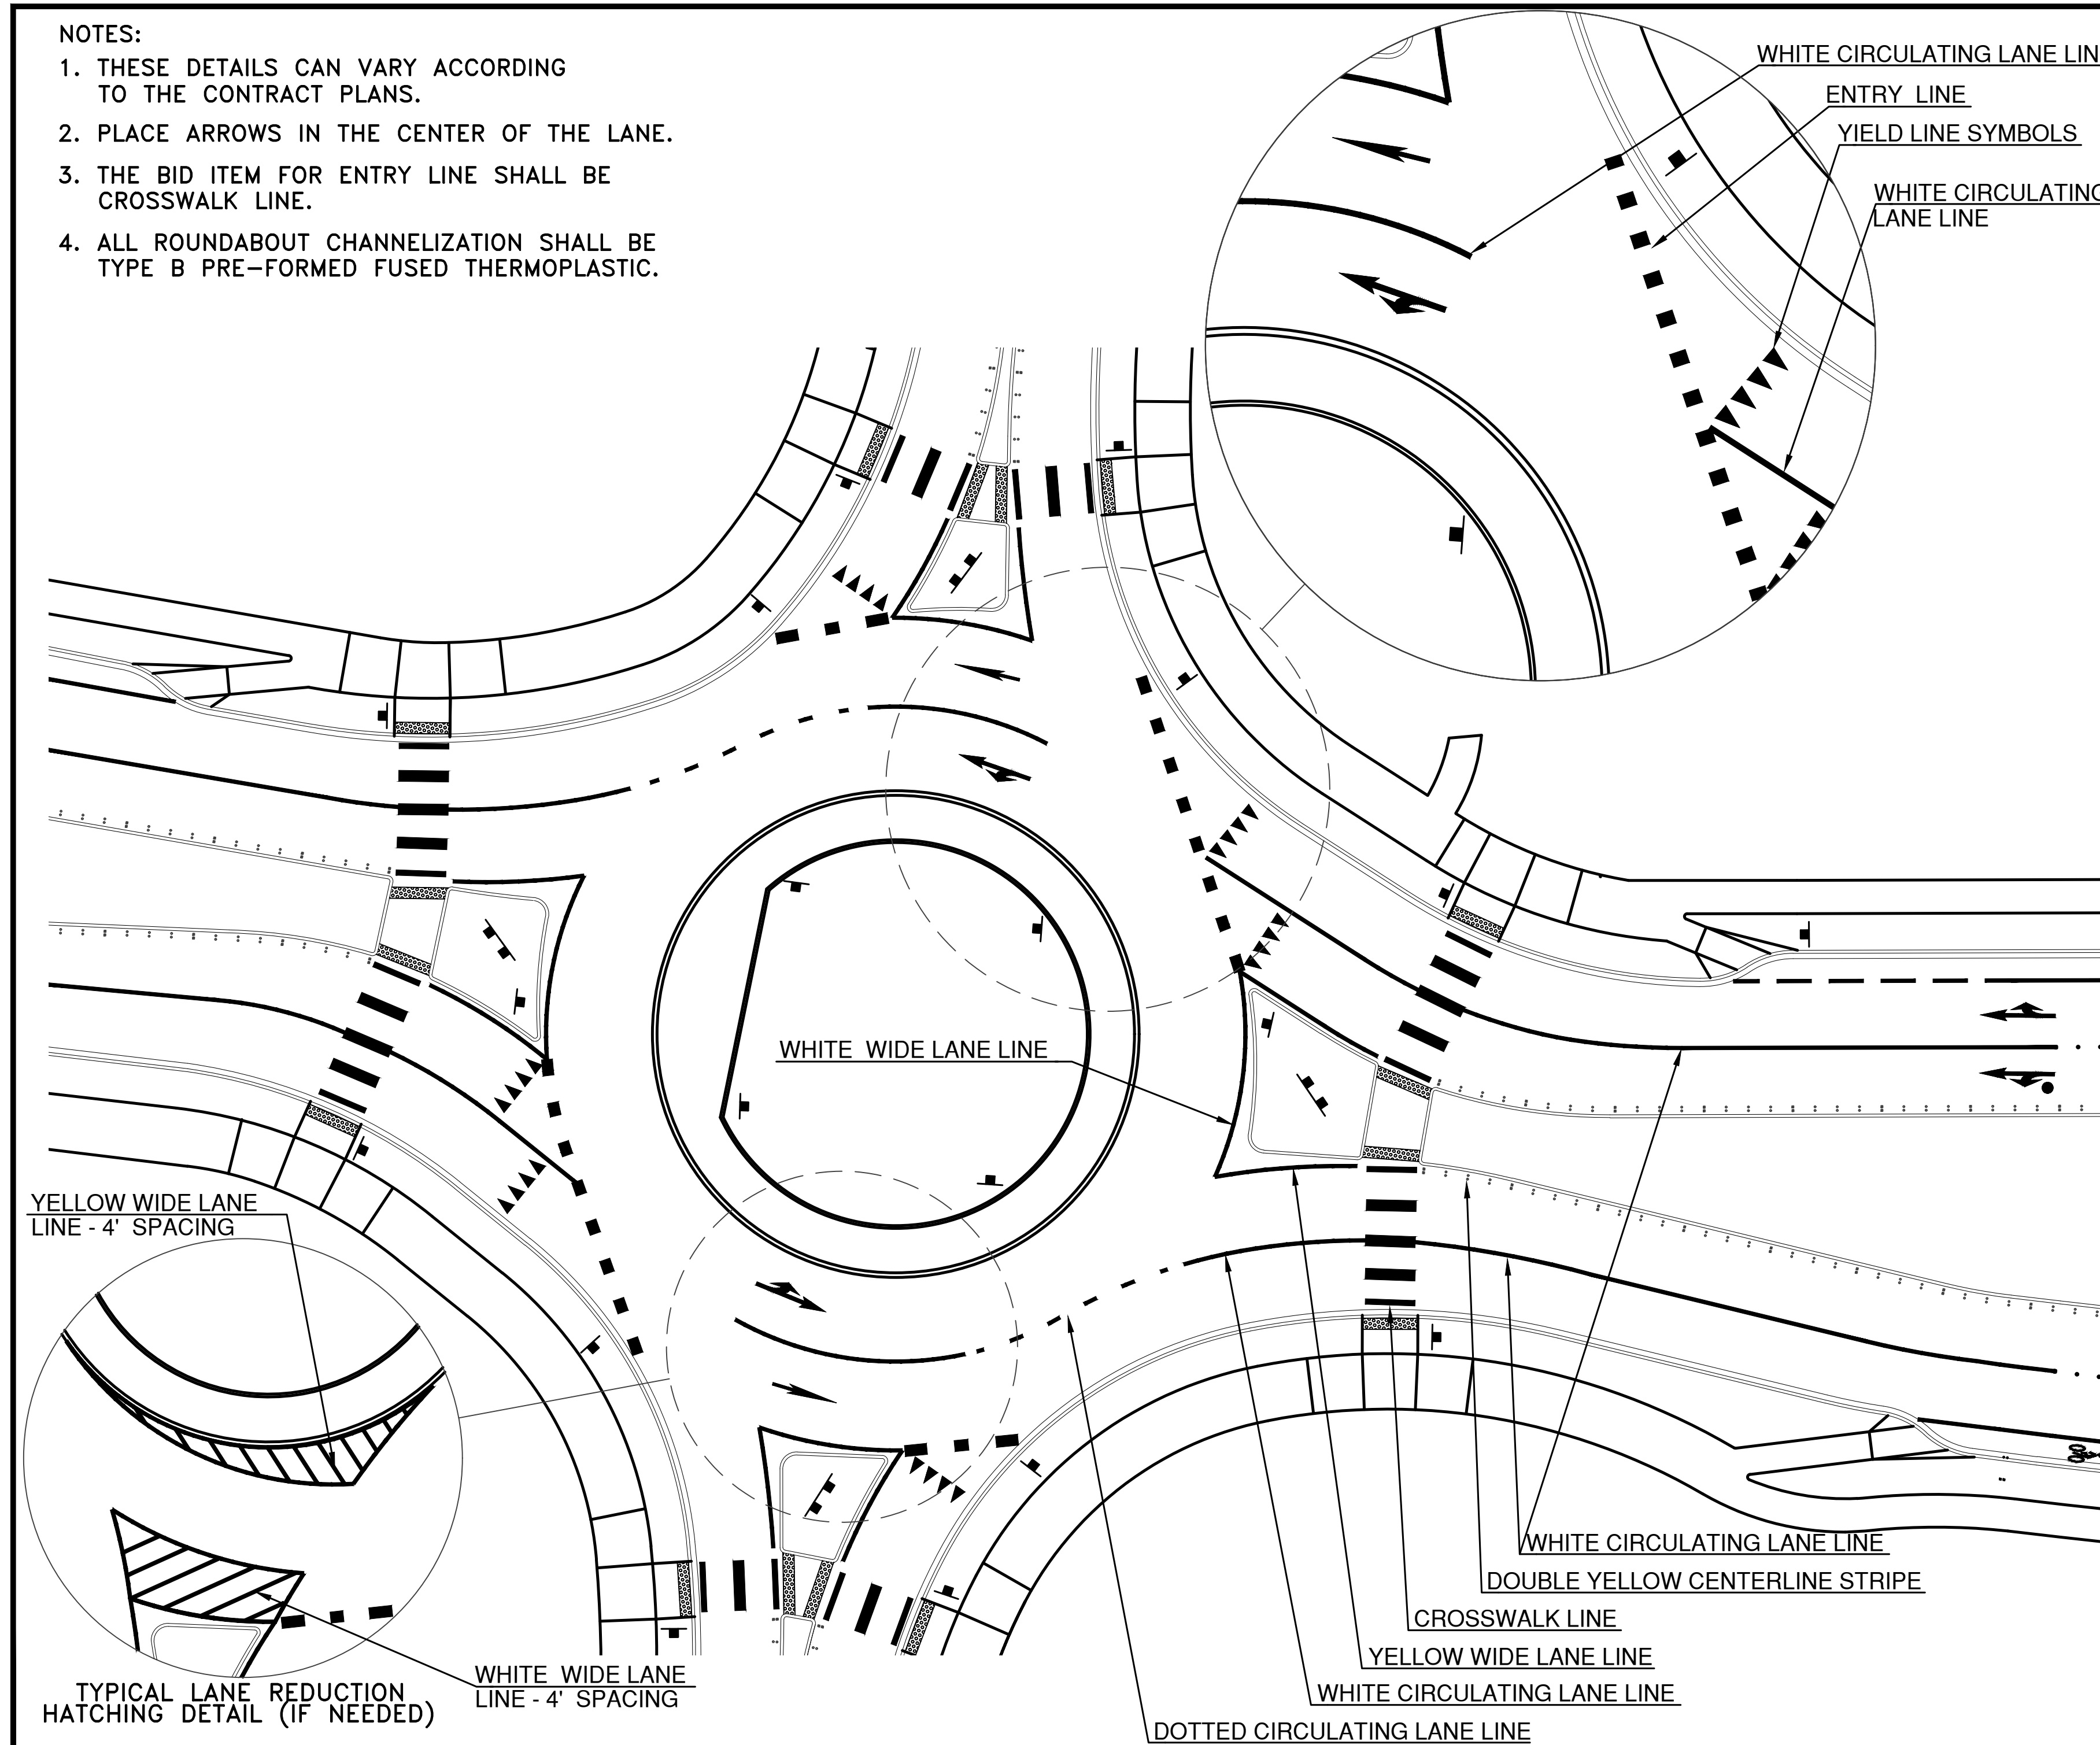 NOTES:
1. THESE DETAILS CAN VARY ACCORDING
TO THE CONTRACT PLANS.
2. PLACE ARROWS IN THE CENTER OF THE LANE.
3. THE BID ITEM FOR ENTRY LINE SHALL BE
CROSSWALK LINE.
4. ALL ROUNDABOUT CHANNELIZATION SHALL BE
TYPE B PRE-FORMED FUSED THERMOPLASTIC.
WHITE CIRCULATING LANE LIN
ENTRY LINE
YIELD LINE SYMBOLS
WHITE CIRCULATING
LANE LINE
WHITE WIDE LANE LINE
YELLOW WIDE LANE
LINE - 4' SPACING
WHITE CIRCULATING LANE LINE
DOUBLE YELLOW CENTERLINE STRIPE
CROSSWALK LINE
YELLOW WIDE LANE LINE
WHITE CIRCULATING LANE LINE
DOTTED CIRCULATING LANE LINE
WHITE WIDE LANE
LINE - 4' SPACING
TYPICAL LANE REDUCTION
HATCHING DETAIL (IF NEEDED)